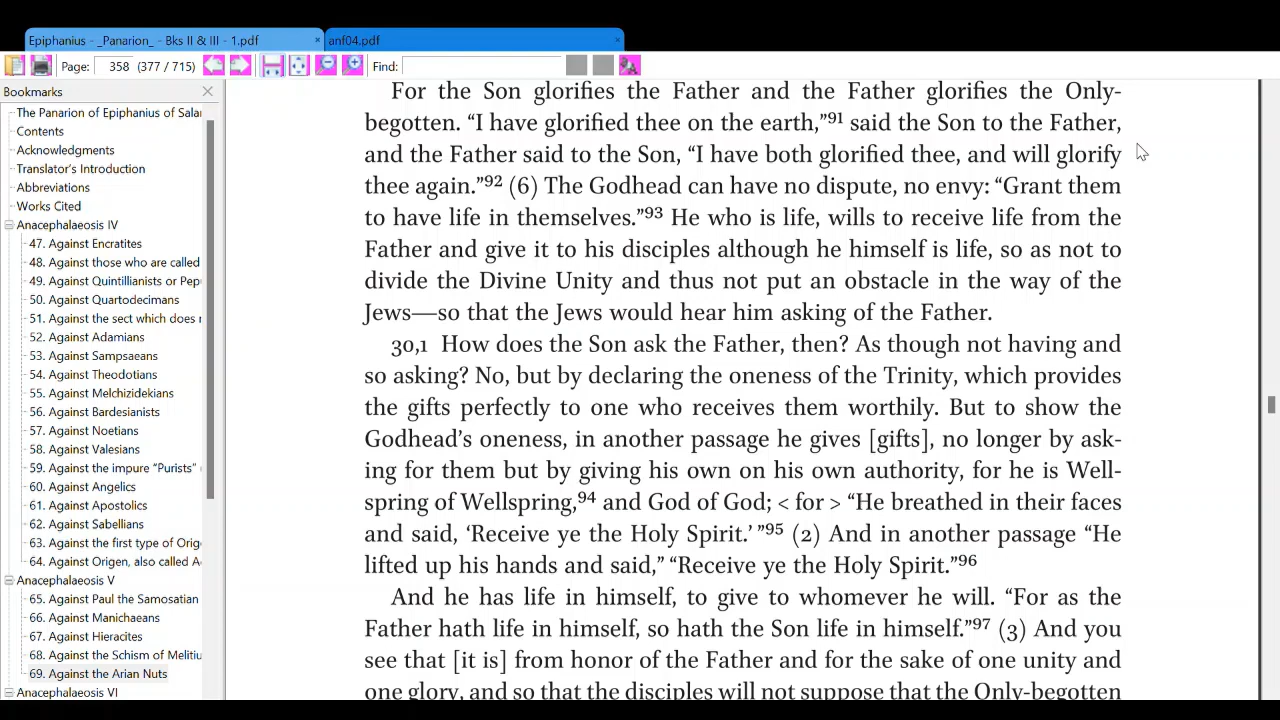 Epiphanius - _Panarion_ - Bks II & III - 1.pdf
×
anf04.pdf
×
Page: 358 (377 / 715)
Find:
Bookmarks
The Panarion of Epiphanius of Sala
Contents
Acknowledgments
Translator's Introduction
Abbreviations
Works Cited
Anacephalaeosis IV
47. Against Encratites
48. Against those who are called
49. Against Quintillianists or Pep
50. Against Quartodecimans
51. Against the sect which does r
52. Against Adamians
53. Against Sampsaeans
54. Against Theodotians
55. Against Melchizidekians
56. Against Bardesianists
57. Against Noetians
58. Against Valesians
59. Against the impure “Purists” (
60. Against Angelics
61. Against Apostolics
62. Against Sabellians
63. Against the first type of Orig
64. Against Origen, also called A
Anacephalaeosis V
65. Against Paul the Samosatian
66. Against Manichaeans
67. Against Hieracites
68. Against the Schism of Melitiu
69. Against the Arian Nuts
Anacephalaeosis VI
For the Son glorifies the Father and the Father glorifies the Only-
begotten. “I have glorified thee on the earth,”91 said the Son to the Father,
and the Father said to the Son, “I have both glorified thee, and will glorify
thee again.”92 (6) The Godhead can have no dispute, no envy: “Grant them
to have life in themselves.”93 He who is life, wills to receive life from the
Father and give it to his disciples although he himself is life, so as not to
divide the Divine Unity and thus not put an obstacle in the way of the
Jews—so that the Jews would hear him asking of the Father.
30,1 How does the Son ask the Father, then? As though not having and
so asking? No, but by declaring the oneness of the Trinity, which provides
the gifts perfectly to one who receives them worthily. But to show the
Godhead’s oneness, in another passage he gives [gifts], no longer by ask-
ing for them but by giving his own on his own authority, for he is Well-
spring of Wellspring,94 and God of God; < for > “He breathed in their faces
and said, ‘Receive ye the Holy Spirit.’ ”95 (2) And in another passage “He
lifted up his hands and said,” “Receive ye the Holy Spirit.”96
And he has life in himself, to give to whomever he will. “For as the
Father hath life in himself, so hath the Son life in himself.”97 (3) And you
see that [it is] from honor of the Father and for the sake of one unity and
one glory, and so that the disciples will not suppose that the Only-begotten